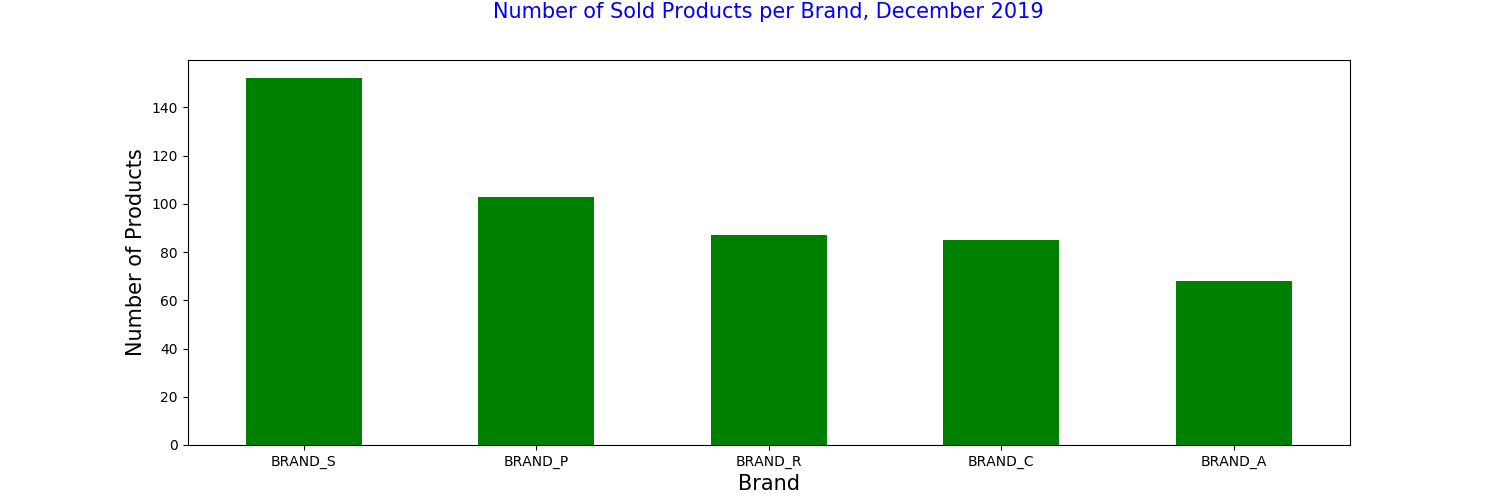 Number of Sold Products per Brand, December 2019
Number of Products
140
120
100
80
60
40
20
0
BRAND_S BRAND_P BRAND_R BRAND_C BRAND_A
Brand